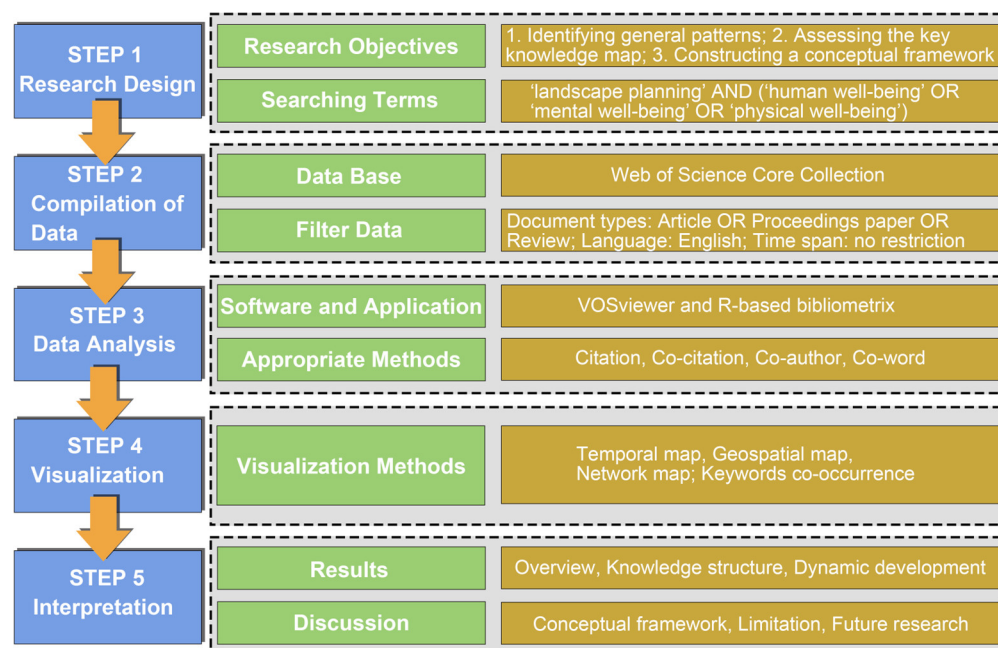 STEP 1
Research Design
Research Objectives
1. Identifying general patterns; 2. Assessing the key
knowledge map; 3. Constructing a conceptual framework
Searching Terms
‘landscape planning’ AND (‘human well-being’ OR
‘mental well-being’ OR ‘physical well-being’)
STEP 2
Compilation of
Data
Data Base
Web of Science Core Collection
Filter Data
Document types: Article OR Proceedings paper OR
Review; Language: English; Time span: no restriction
STEP 3
Data Analysis
Software and Application
VOSviewer and R-based bibliometrix
Appropriate Methods
Citation, Co-citation, Co-author, Co-word
STEP 4
Visualization
Visualization Methods
Temporal map, Geospatial map,
Network map; Keywords co-occurrence
STEP 5
Interpretation
Results
Overview, Knowledge structure, Dynamic development
Discussion
Conceptual framework, Limitation, Future research